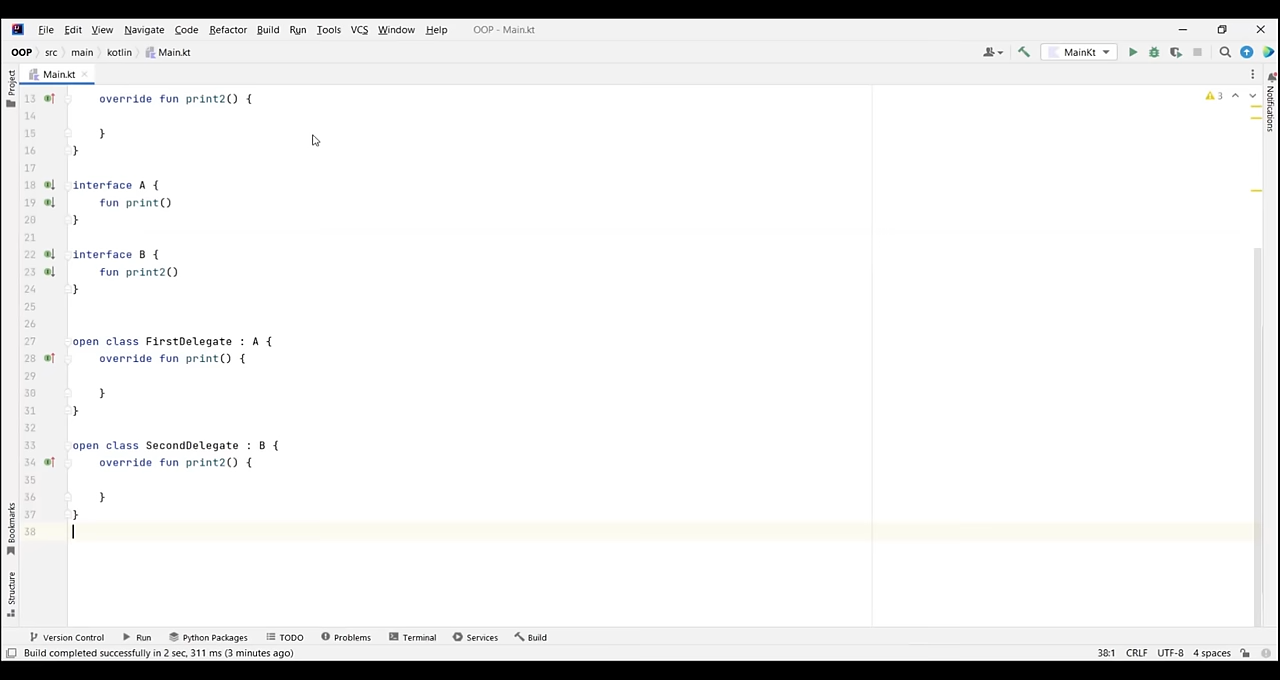 File Edit View Navigate Code Refactor Build Run Tools VCS Window Help OOP - Main.kt
OOP src main kotlin Main.kt MainKt
Project
Main.kt
Notifications
3
13 override fun print2() {
14
15 }
16 }
17
18 interface A {
19 fun print()
20 }
21
22 interface B {
23 fun print2()
24 }
25
26
27 open class FirstDelegate : A {
28 override fun print() {
29
30 }
31 }
32
33 open class SecondDelegate : B {
34 override fun print2() {
35
36 }
37 }
38
Bookmarks
Structure
Version Control Run Python Packages TODO Problems Terminal Services Build
Build completed successfully in 2 sec, 311 ms (3 minutes ago) 38:1 CRLF UTF-8 4 spaces